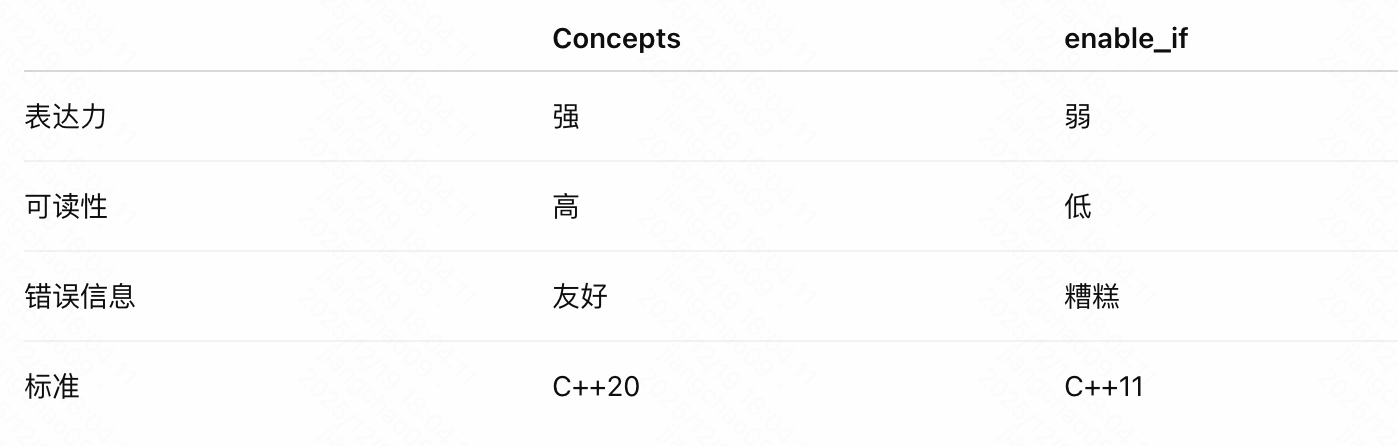 Concepts enable_if
表达力 强 弱
可读性 高 低
错误信息 友好 糟糕
标准 C++20 C++11